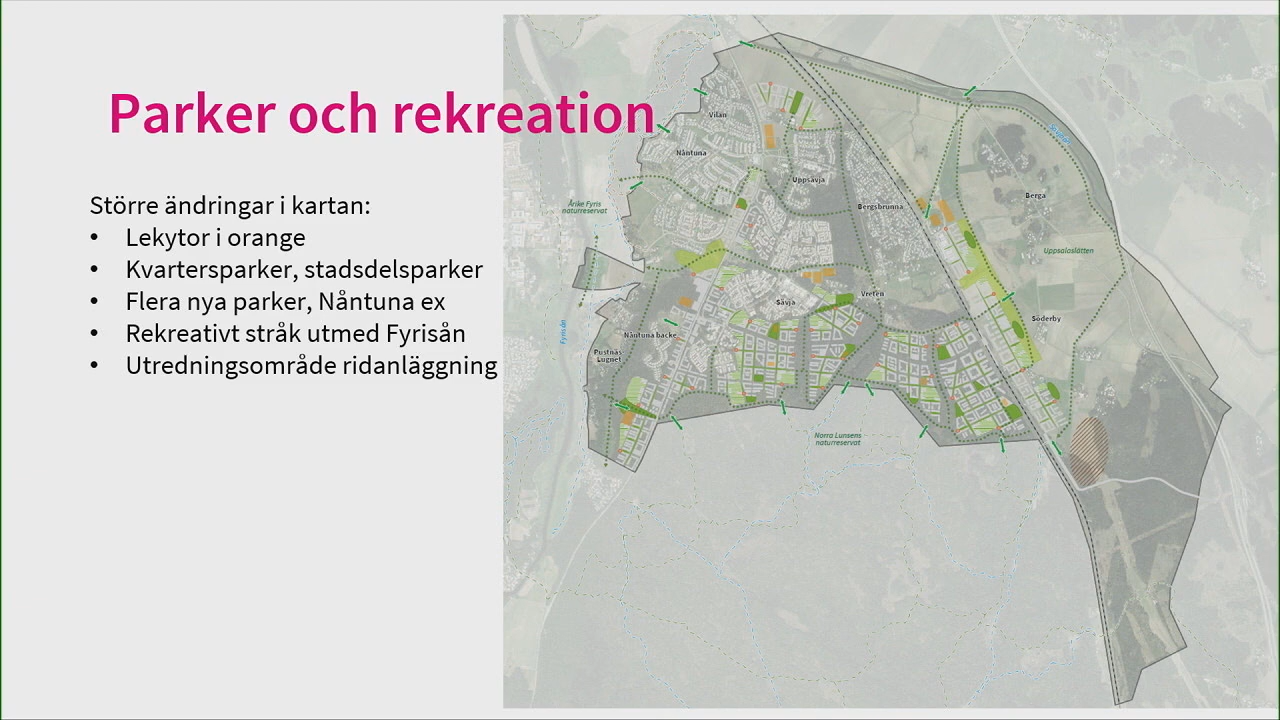 Parker och rekreation
Större ändringar i kartan:
• Lekytor i orange
• Kvartersparker, stadsdelsparker
• Flera nya parker, Nåntuna ex
• Rekreativt stråk utmed Fyrisån
• Utredningsområde ridanläggning
Vilan
Nåntuna
Uppsävja
Bergsbrunna
Berga
Årike Fyris
naturreservat
Uppsalaslätten
Sävja
Vreten
Söderby
Fyrisån
Nåntuna backe
Pustnäs
Lugnet
Norra Lunsens
naturreservat